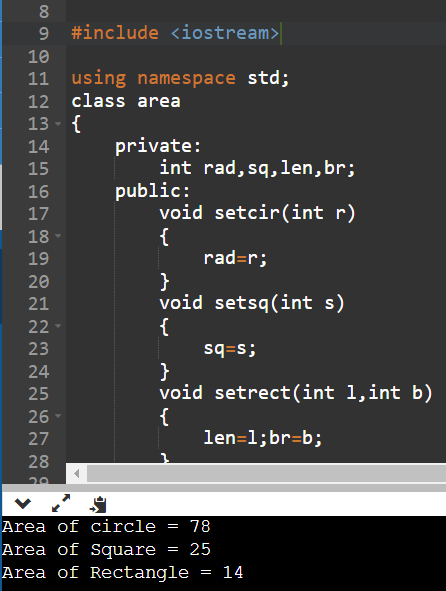 8
9 #include <iostream>
10
11 using namespace std;
12 class area
13 {
14 private:
15 int rad,sq,len,br;
16 public:
17 void setcir(int r)
18 {
19 rad=r;
20 }
21 void setsq(int s)
22 {
23 sq=s;
24 }
25 void setrect(int l,int b)
26 {
27 len=l;br=b;
28 }
29
Area of circle = 78
Area of Square = 25
Area of Rectangle = 14